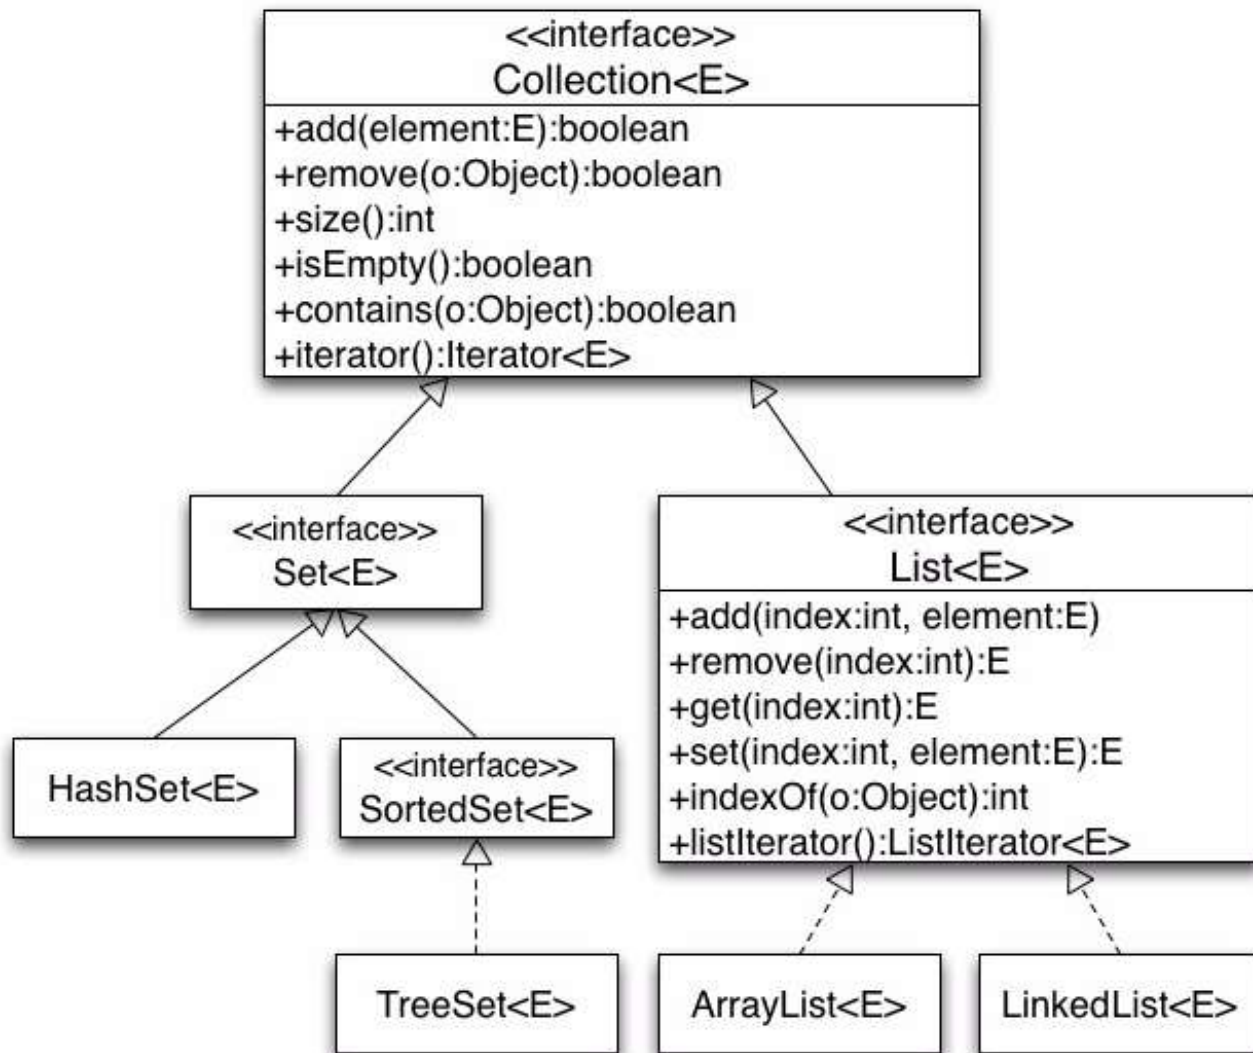 <<interface>>
Collection<E>
+add(element:E):boolean
+remove(o:Object):boolean
+size():int
+isEmpty():boolean
+contains(o:Object):boolean
+iterator():Iterator<E>
<<interface>>
Set<E>
<<interface>>
List<E>
+add(index:int, element:E)
+remove(index:int):E
+get(index:int):E
+set(index:int, element:E):E
+indexOf(o:Object):int
+listIterator():ListIterator<E>
HashSet<E>
<<interface>>
SortedSet<E>
TreeSet<E>
ArrayList<E>
LinkedList<E>